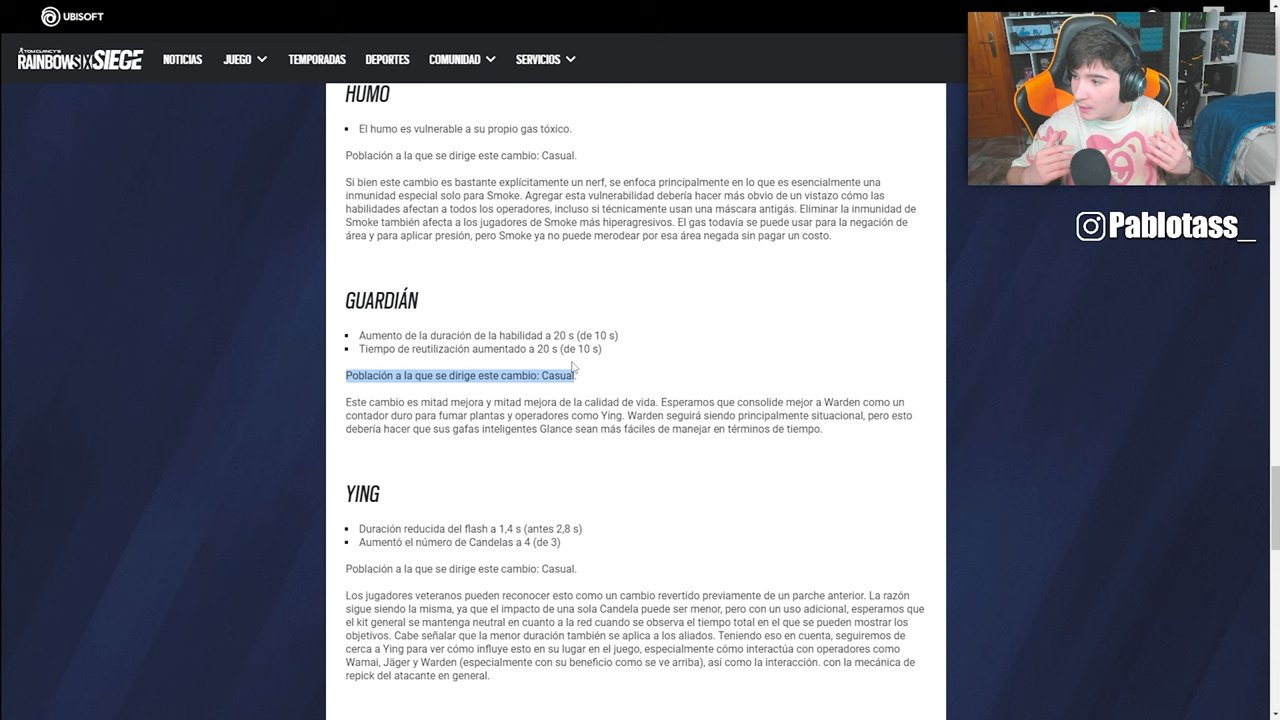 UBISOFT
TOM CLANCY'S
RAINBOWSIX SIEGE
NOTICIAS
JUEGO
TEMPORADAS
DEPORTES
COMUNIDAD
SERVICIOS
HUMO
▪ El humo es vulnerable a su propio gas tóxico.
Población a la que se dirige este cambio: Casual.
Si bien este cambio es bastante explícitamente un nerf, se enfoca principalmente en lo que es esencialmente una
inmunidad especial solo para Smoke. Agregar esta vulnerabilidad debería hacer más obvio de un vistazo cómo las
habilidades afectan a todos los operadores, incluso si técnicamente usan una máscara antigás. Eliminar la inmunidad de
Smoke también afecta a los jugadores de Smoke más hiperagresivos. El gas todavía se puede usar para la negación de
área y para aplicar presión, pero Smoke ya no puede merodear por esa área negada sin pagar un costo.
Pablotass_
GUARDIÁN
▪ Aumento de la duración de la habilidad a 20 s (de 10 s)
▪ Tiempo de reutilización aumentado a 20 s (de 10 s)
Población a la que se dirige este cambio: Casual.
Este cambio es mitad mejora y mitad mejora de la calidad de vida. Esperamos que consolide mejor a Warden como un
contador duro para fumar plantas y operadores como Ying. Warden seguirá siendo principalmente situacional, pero esto
debería hacer que sus gafas inteligentes Glance sean más fáciles de manejar en términos de tiempo.
YING
▪ Duración reducida del flash a 1,4 s (antes 2,8 s)
▪ Aumentó el número de Candelas a 4 (de 3)
Población a la que se dirige este cambio: Casual.
Los jugadores veteranos pueden reconocer esto como un cambio revertido previamente de un parche anterior. La razón
sigue siendo la misma, ya que el impacto de una sola Candela puede ser menor, pero con un uso adicional, esperamos que
el kit general se mantenga neutral en cuanto a la red cuando se observa el tiempo total en el que se pueden mostrar los
objetivos. Cabe señalar que la menor duración también se aplica a los aliados. Teniendo eso en cuenta, seguiremos de
cerca a Ying para ver cómo influye esto en su lugar en el juego, especialmente cómo interactúa con operadores como
Wamai, Jäger y Warden (especialmente con su beneficio como se ve arriba), así como la interacción. con la mecánica de
repick del atacante en general.